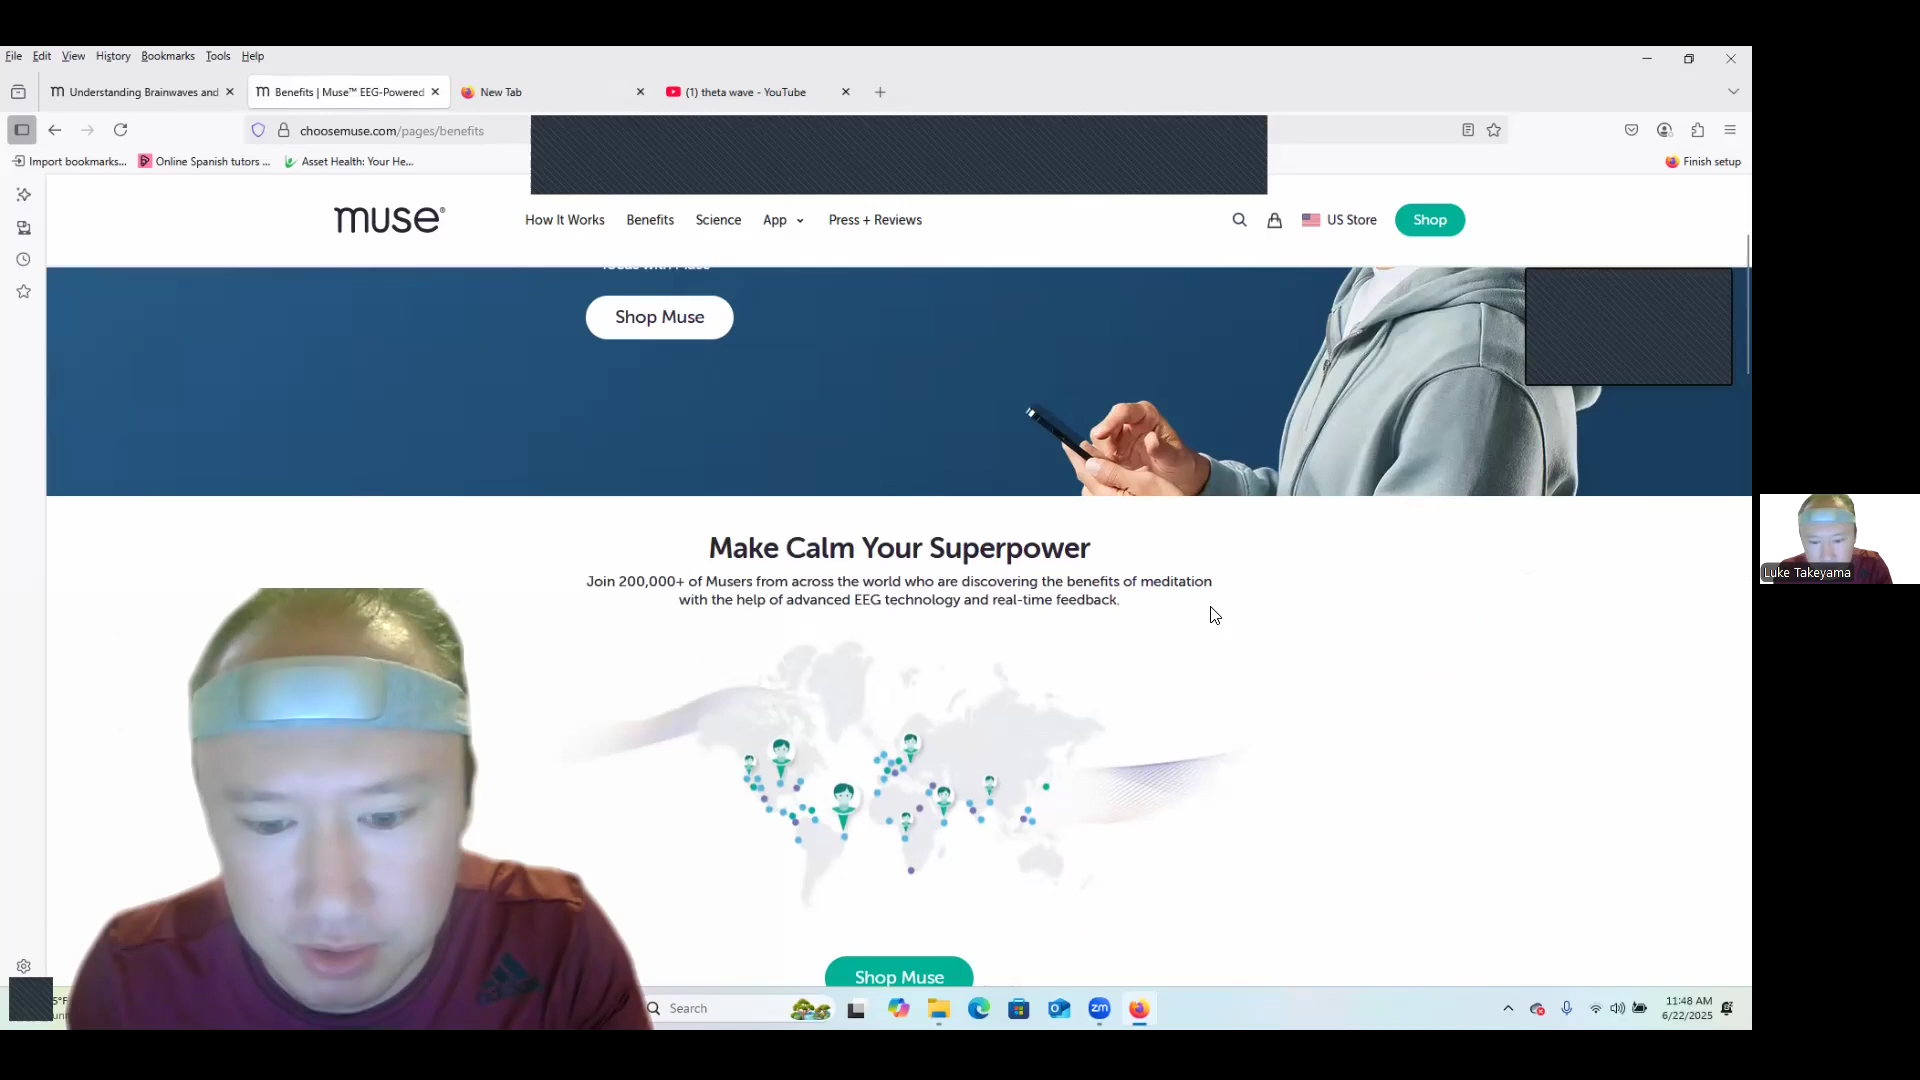 File Edit View History Bookmarks Tools Help
Understanding Brainwaves and
Benefits | Muse™ EEG-Powered
New Tab
(1) theta wave - YouTube
choosemuse.com/pages/benefits
Import bookmarks...
Online Spanish tutors ...
Asset Health: Your He...
Finish setup
muse®
How It Works
Benefits
Science
App
Press + Reviews
US Store
Shop
Shop Muse
Make Calm Your Superpower
Join 200,000+ of Musers from across the world who are discovering the benefits of meditation
with the help of advanced EEG technology and real-time feedback.
Luke Takeyama
Shop Muse
Search
zm
11:48 AM
6/22/2025